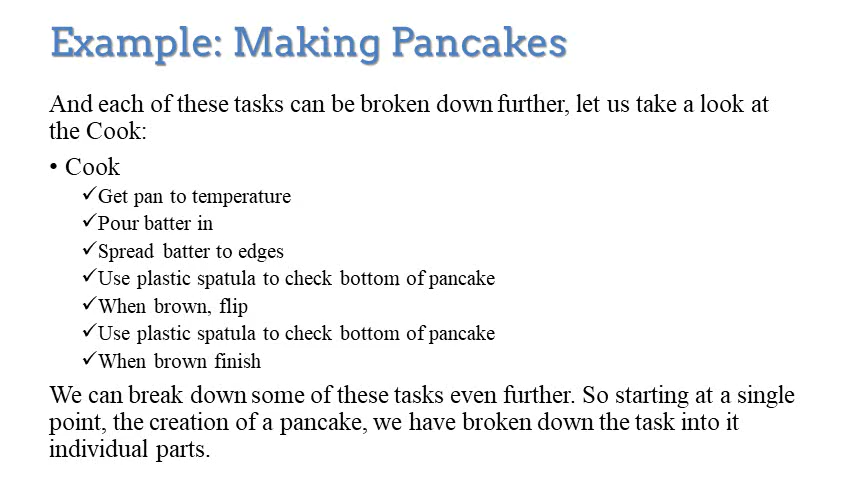 Example: Making Pancakes
And each of these tasks can be broken down further, let us take a look at
the Cook:
• Cook
✓Get pan to temperature
✓Pour batter in
✓Spread batter to edges
✓Use plastic spatula to check bottom of pancake
✓When brown, flip
✓Use plastic spatula to check bottom of pancake
✓When brown finish
We can break down some of these tasks even further. So starting at a single
point, the creation of a pancake, we have broken down the task into it
individual parts.